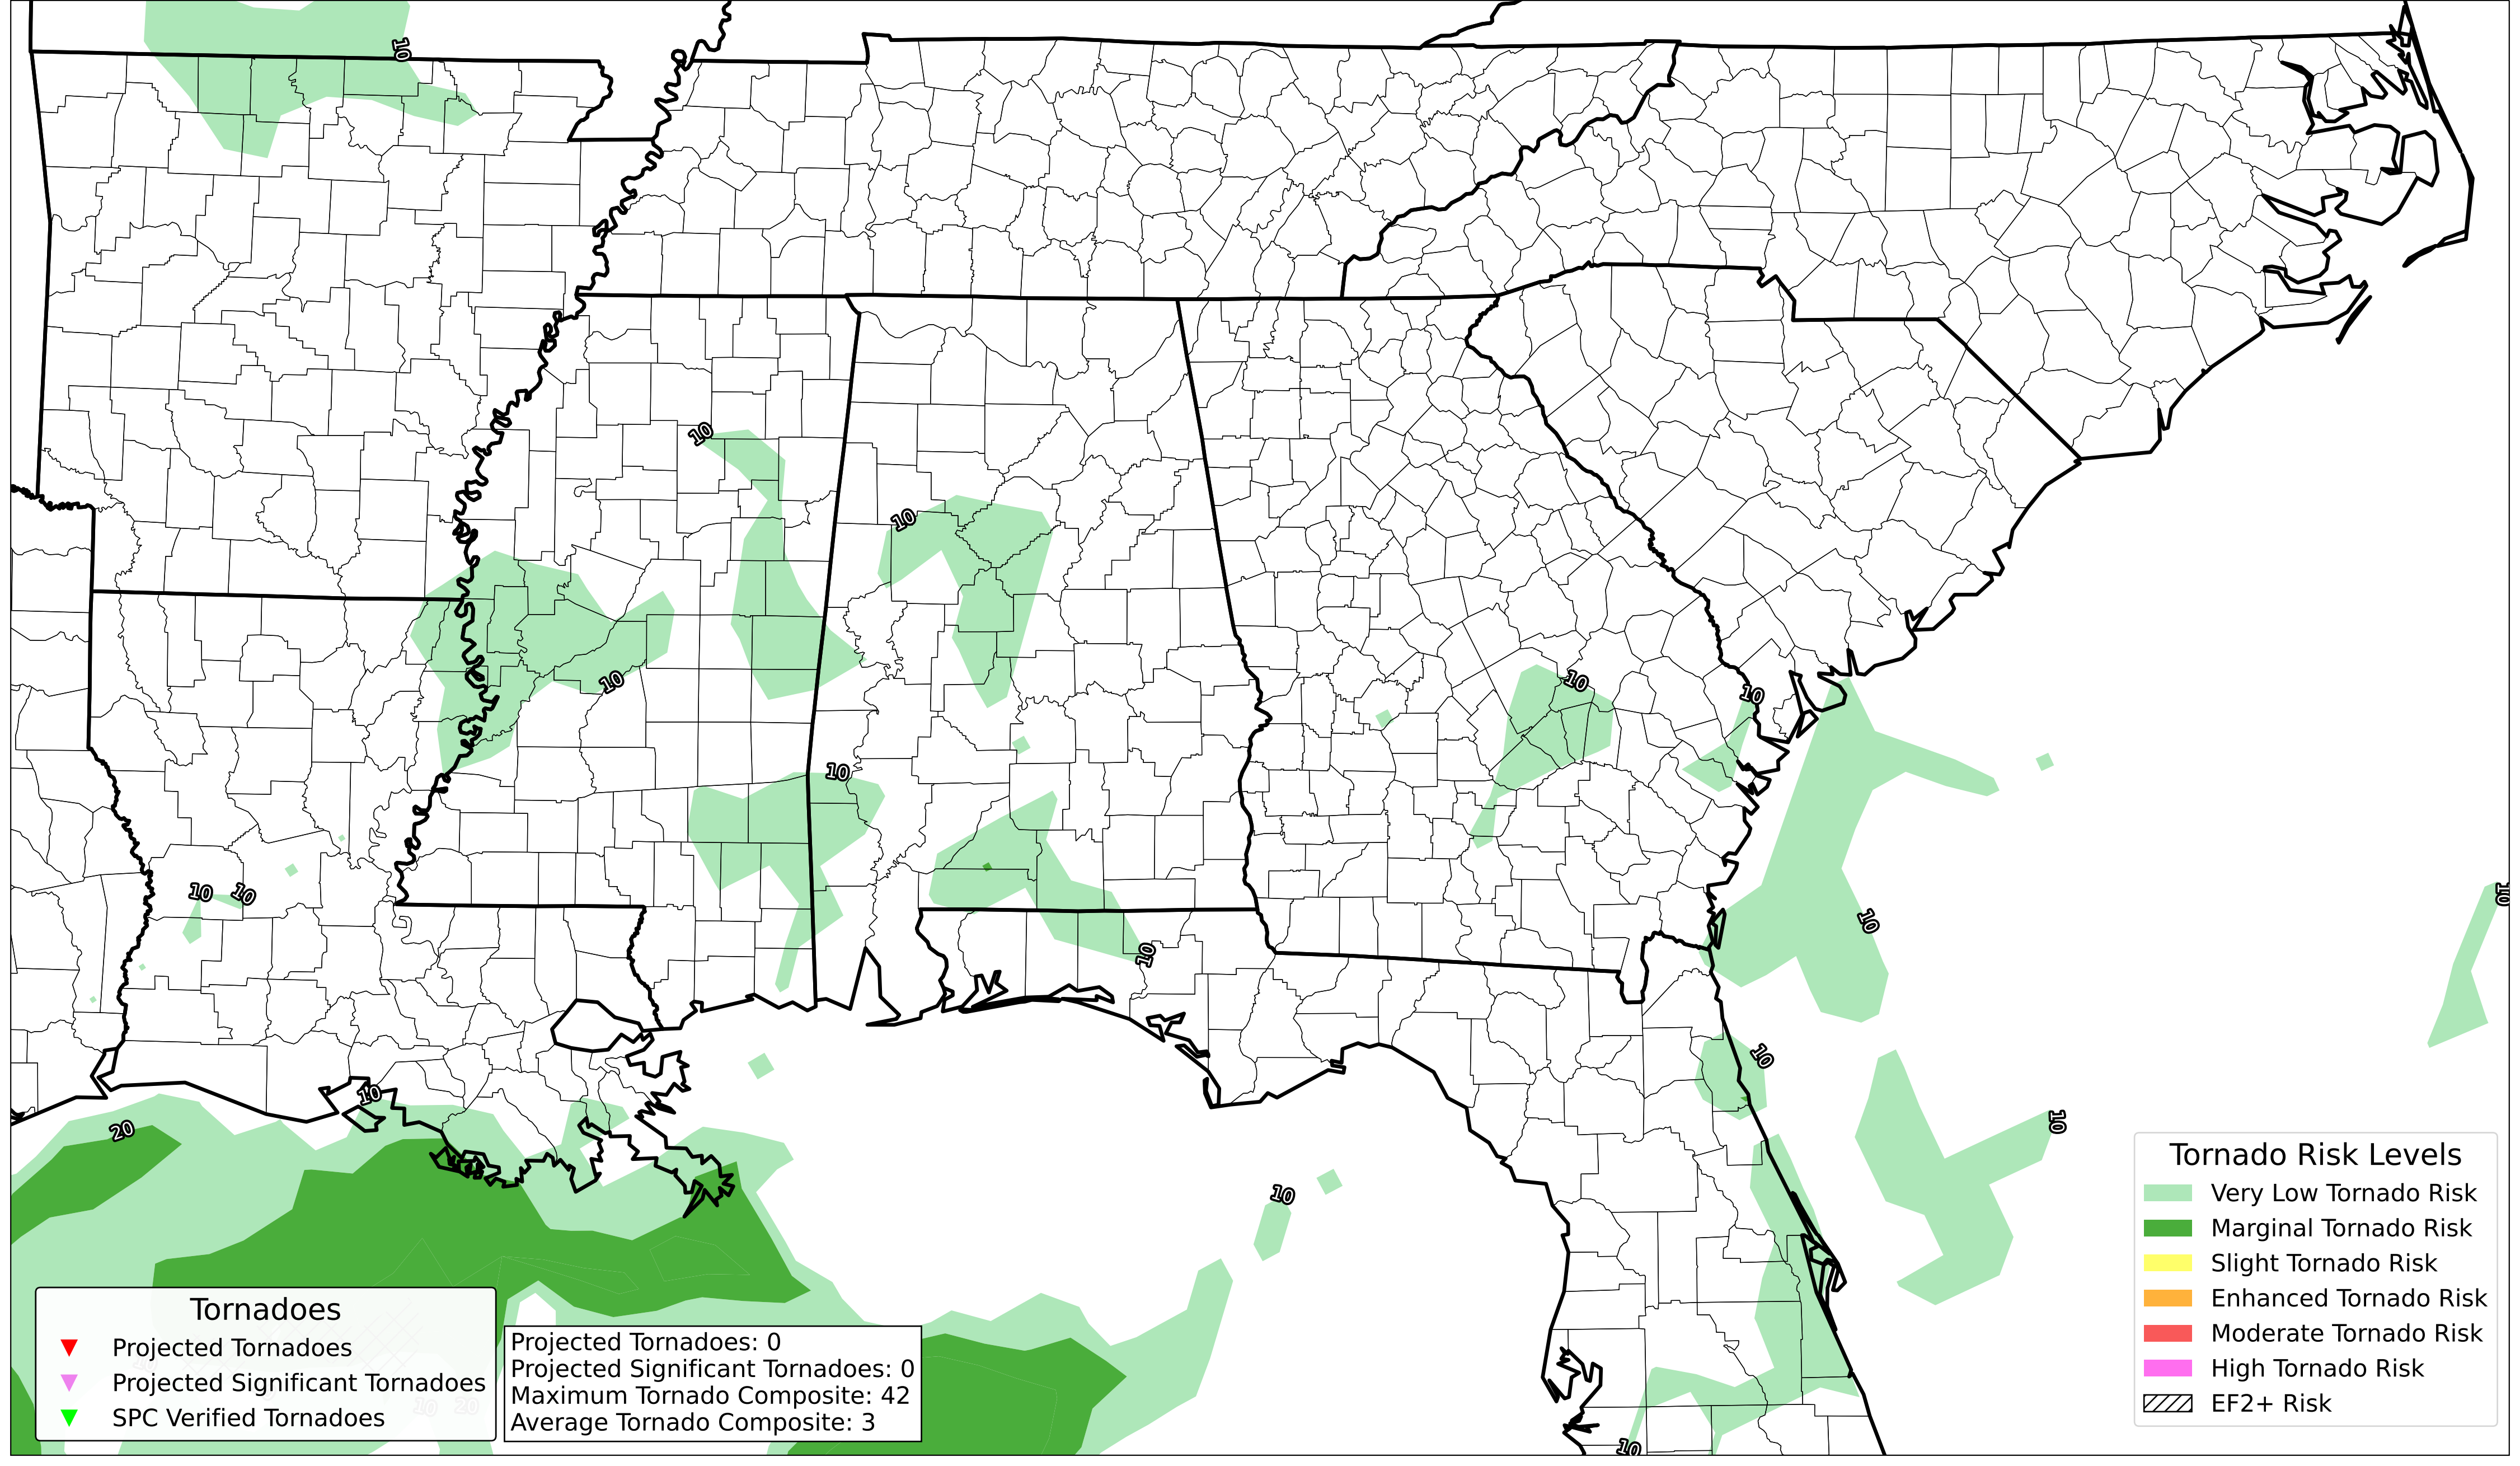 10
10
10
10
10
10
10
10
10
10
10
10
10
10
20
10
10
10
Tornado Risk Levels
Very Low Tornado Risk
Marginal Tornado Risk
Slight Tornado Risk
Enhanced Tornado Risk
Moderate Tornado Risk
High Tornado Risk
EF2+ Risk
Tornadoes
Projected Tornadoes
Projected Significant Tornadoes
SPC Verified Tornadoes
10 20
Projected Tornadoes: 0
Projected Significant Tornadoes: 0
Maximum Tornado Composite: 42
Average Tornado Composite: 3
10